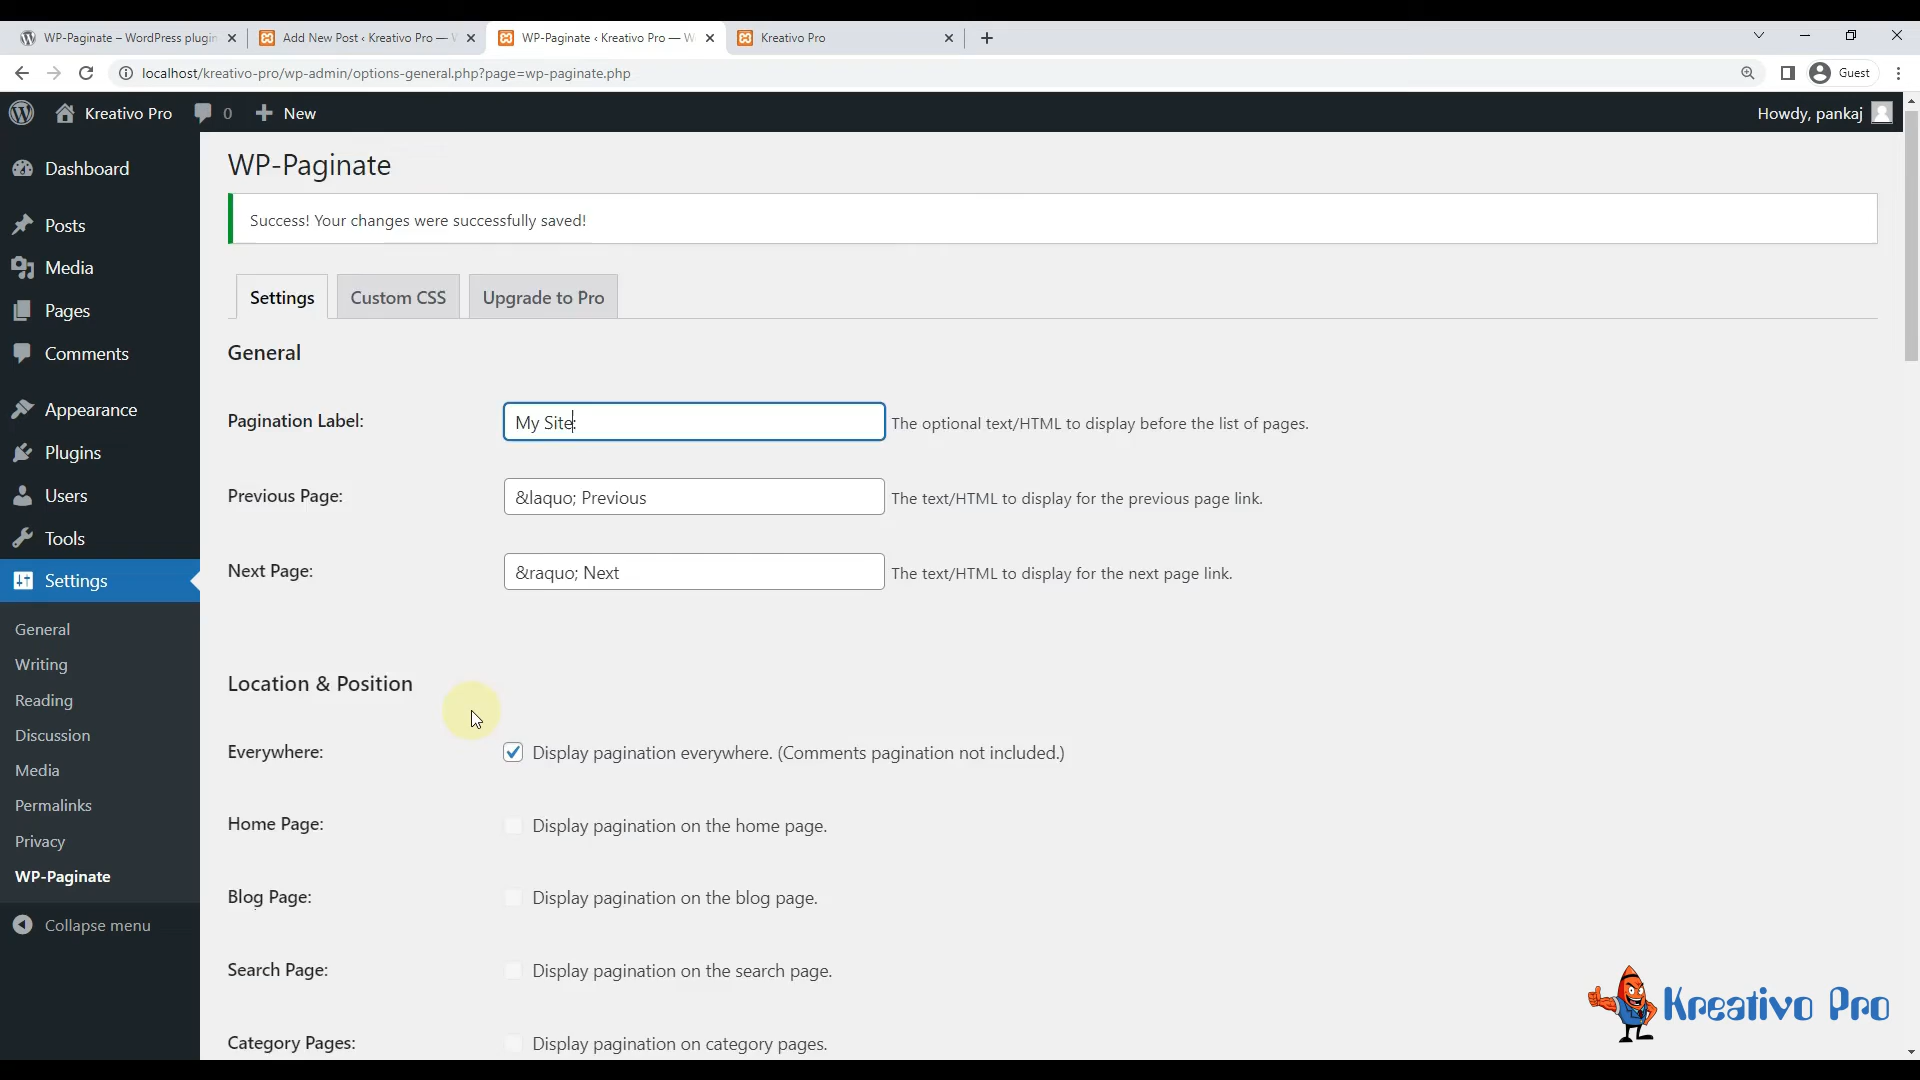 WP-Paginate – WordPress plugin
Add New Post ‹ Kreativo Pro —
WP-Paginate ‹ Kreativo Pro — W
Kreativo Pro
localhost/kreativo-pro/wp-admin/options-general.php?page=wp-paginate.php
Guest
Kreativo Pro
0
New
Howdy, pankaj
Dashboard
Posts
Media
Pages
Comments
Appearance
Plugins
Users
Tools
Settings
General
Writing
Reading
Discussion
Media
Permalinks
Privacy
WP-Paginate
Collapse menu
WP-Paginate
Success! Your changes were successfully saved!
Settings
Custom CSS
Upgrade to Pro
General
Pagination Label:
My Site:
The optional text/HTML to display before the list of pages.
Previous Page:
&laquo; Previous
The text/HTML to display for the previous page link.
Next Page:
&raquo; Next
The text/HTML to display for the next page link.
Location & Position
Everywhere:
Display pagination everywhere. (Comments pagination not included.)
Home Page:
Display pagination on the home page.
Blog Page:
Display pagination on the blog page.
Search Page:
Display pagination on the search page.
Category Pages:
Display pagination on category pages.
Kreativo Pro